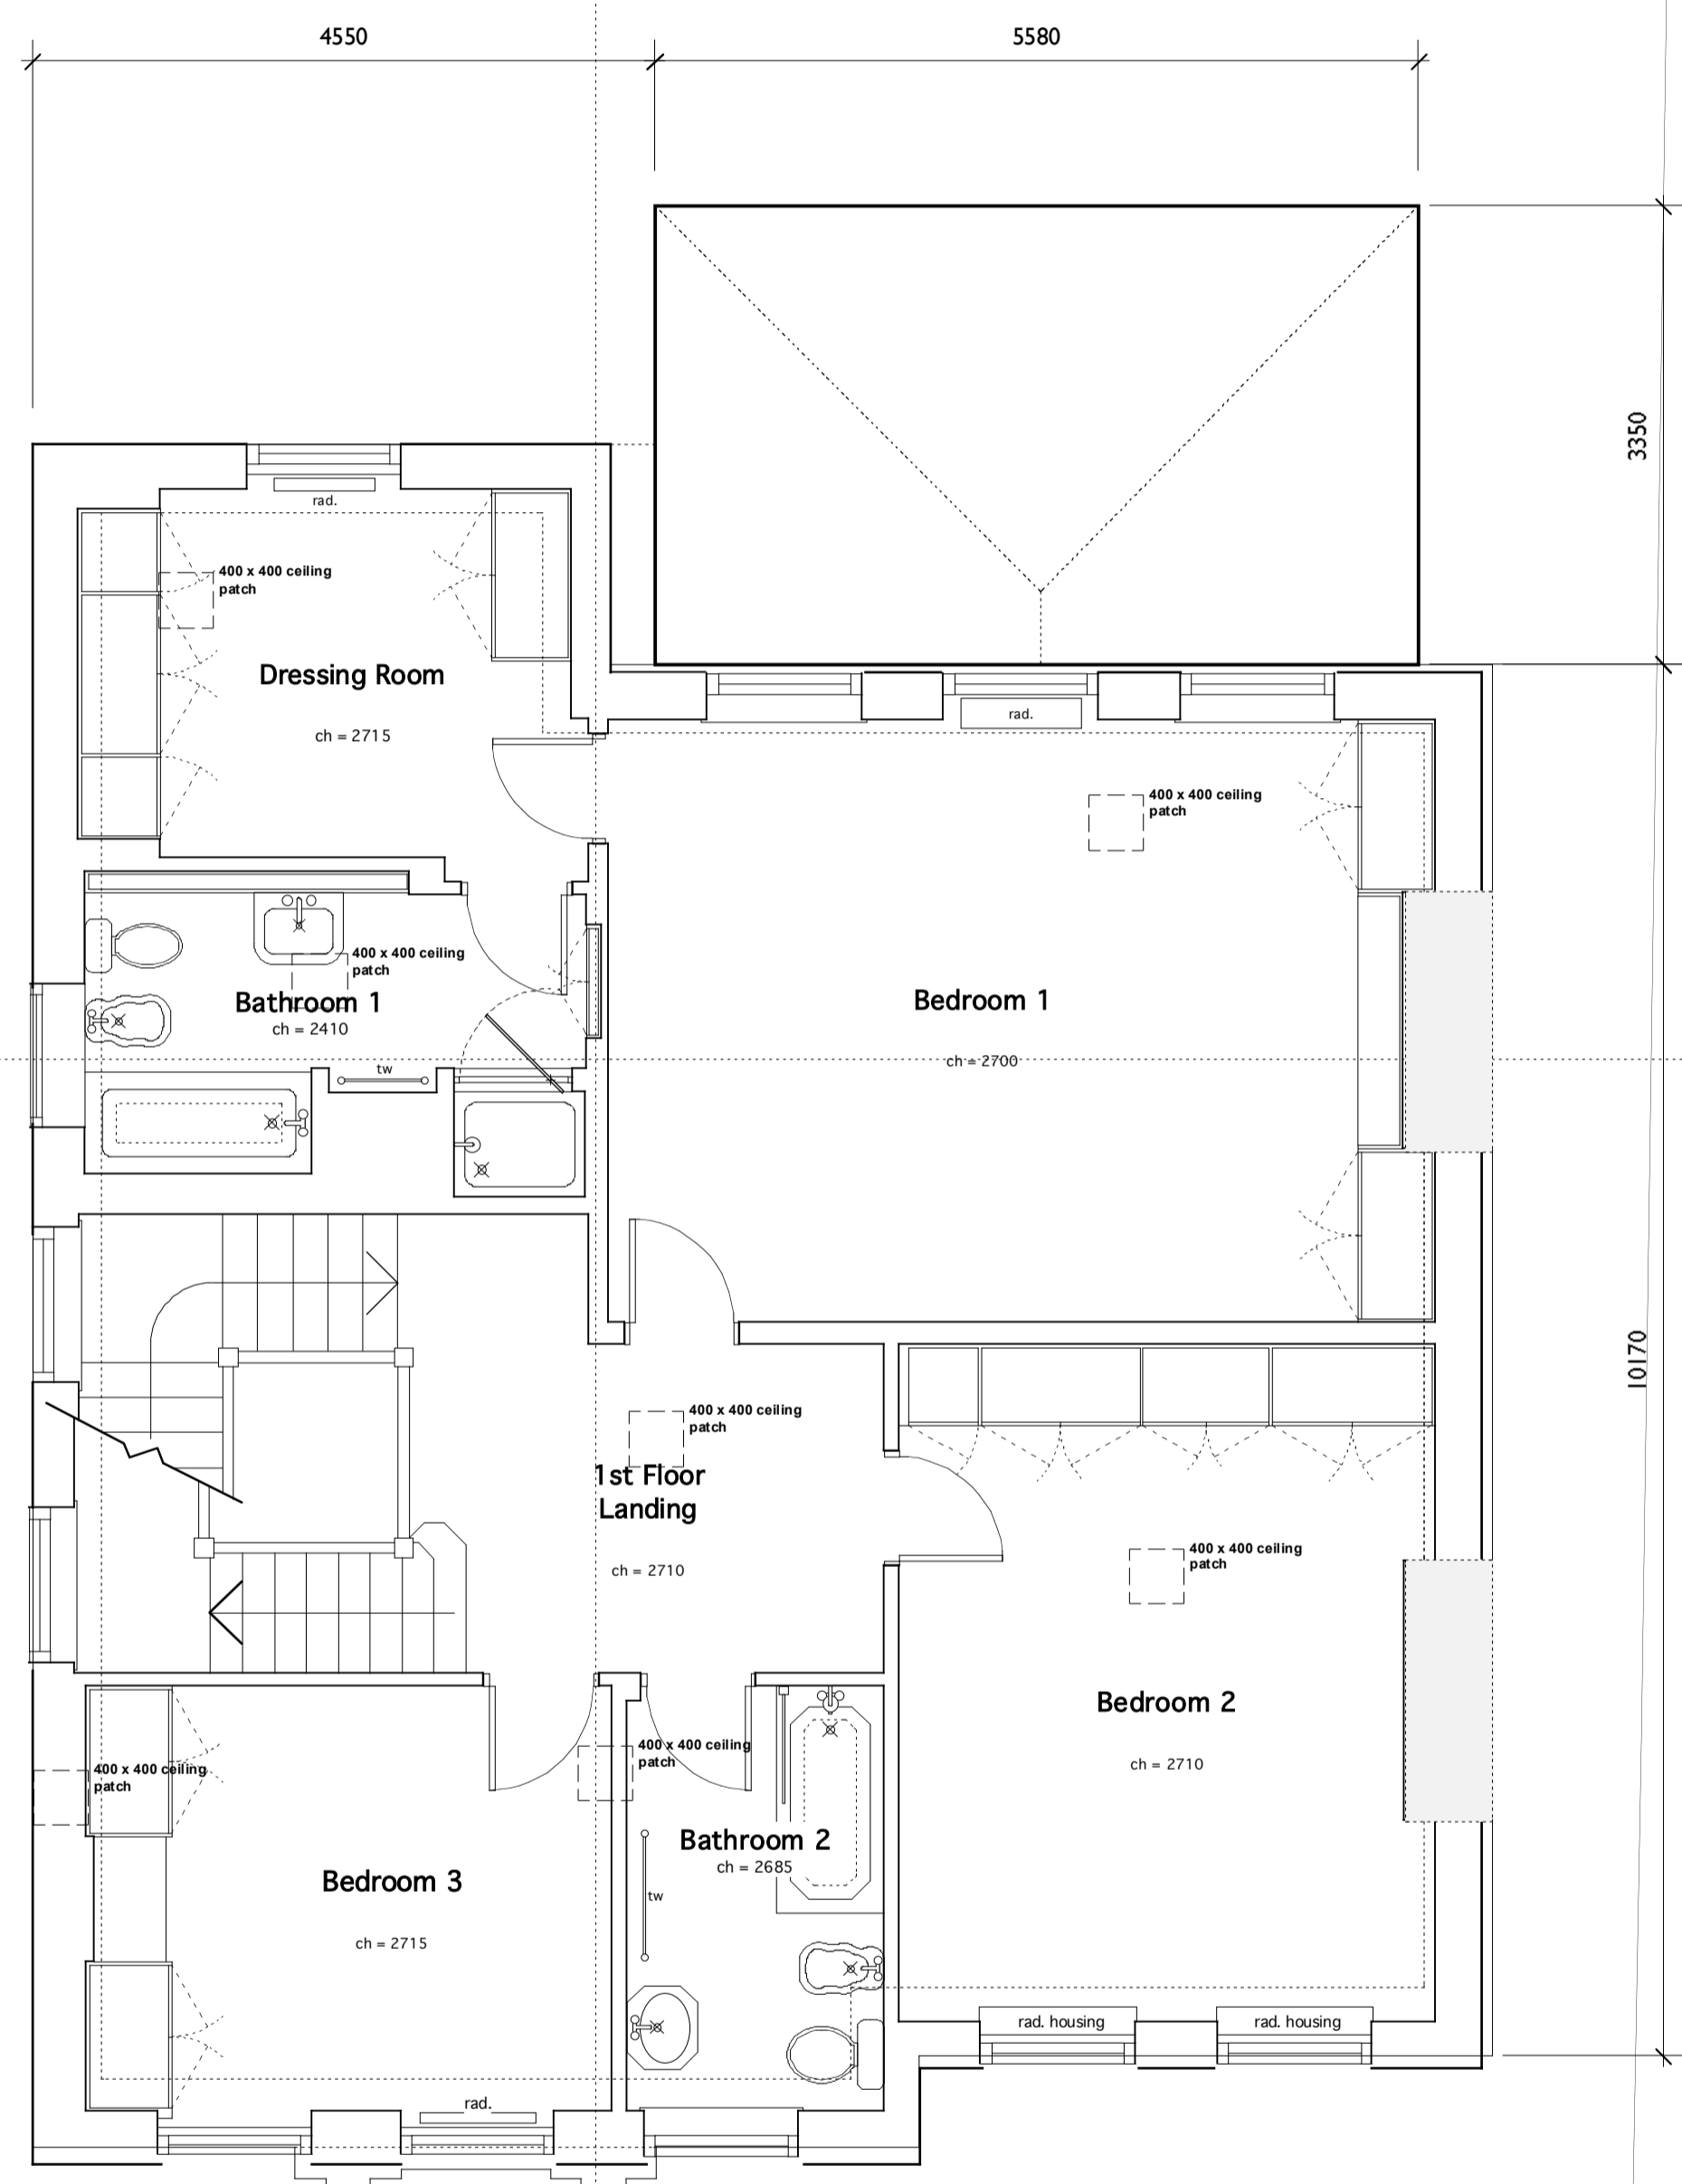 4550
5580
3350
rad.
400 x 400 ceiling
patch
Dressing Room
ch = 2715
rad.
400 x 400 ceiling
patch
400 x 400 ceiling
patch
Bathroom 1
ch = 2410
Bedroom 1
ch = 2700
tw
10170
400 x 400 ceiling
patch
1st Floor
Landing
ch = 2710
400 x 400 ceiling
patch
Bedroom 2
ch = 2710
400 x 400 ceiling
patch
400 x 400 ceiling
patch
Bathroom 2
ch = 2685
Bedroom 3
ch = 2715
tw
rad. housing
rad. housing
rad.